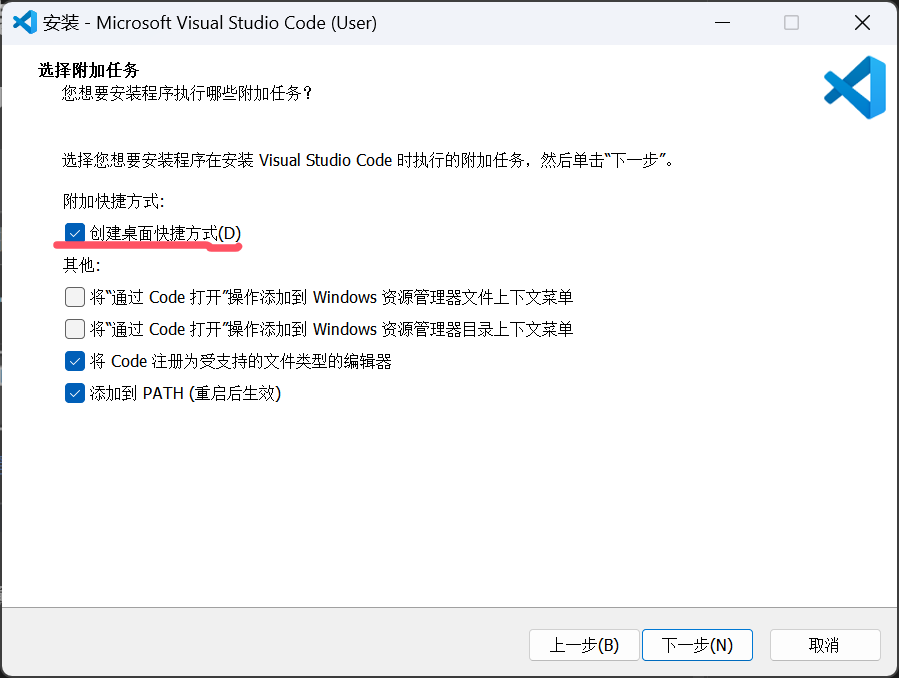 安装 - Microsoft Visual Studio Code (User)
选择附加任务
您想要安装程序执行哪些附加任务？
选择您想要安装程序在安装 Visual Studio Code 时执行的附加任务，然后单击“下一步”。
附加快捷方式:
创建桌面快捷方式(D)
其他:
将“通过 Code 打开”操作添加到 Windows 资源管理器文件上下文菜单
将“通过 Code 打开”操作添加到 Windows 资源管理器目录上下文菜单
将 Code 注册为受支持的文件类型的编辑器
添加到 PATH (重启后生效)
上一步(B) 下一步(N) 取消